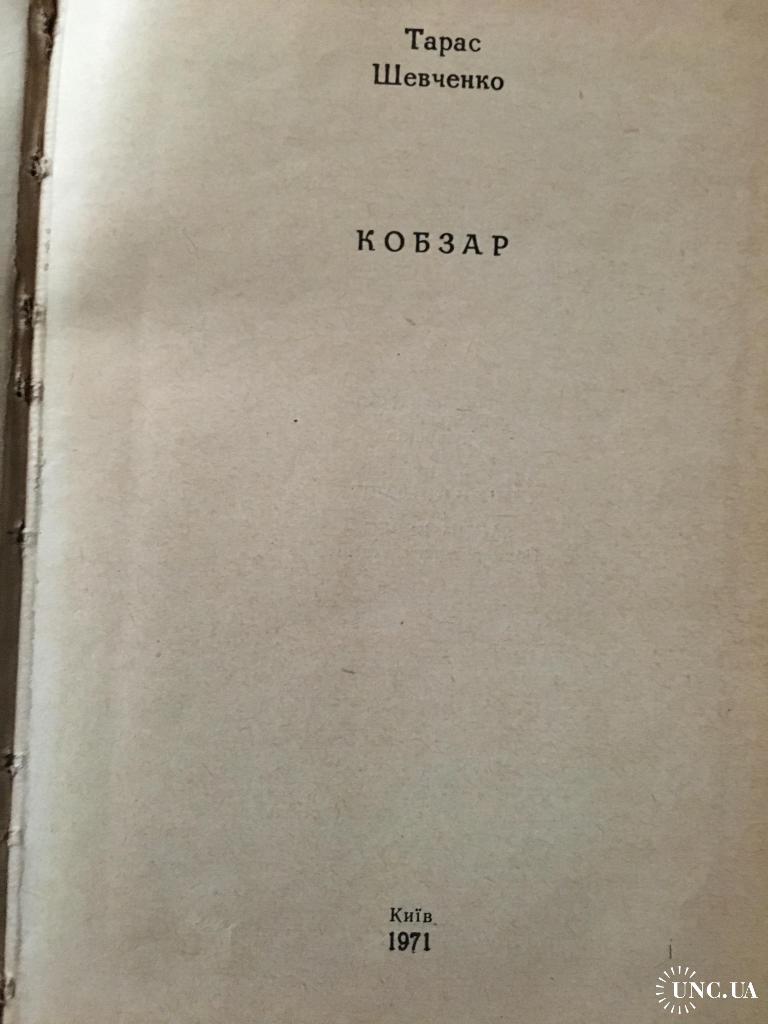 Тарас
Шевченко
КОБЗАР
Київ
1971
UNC.UA